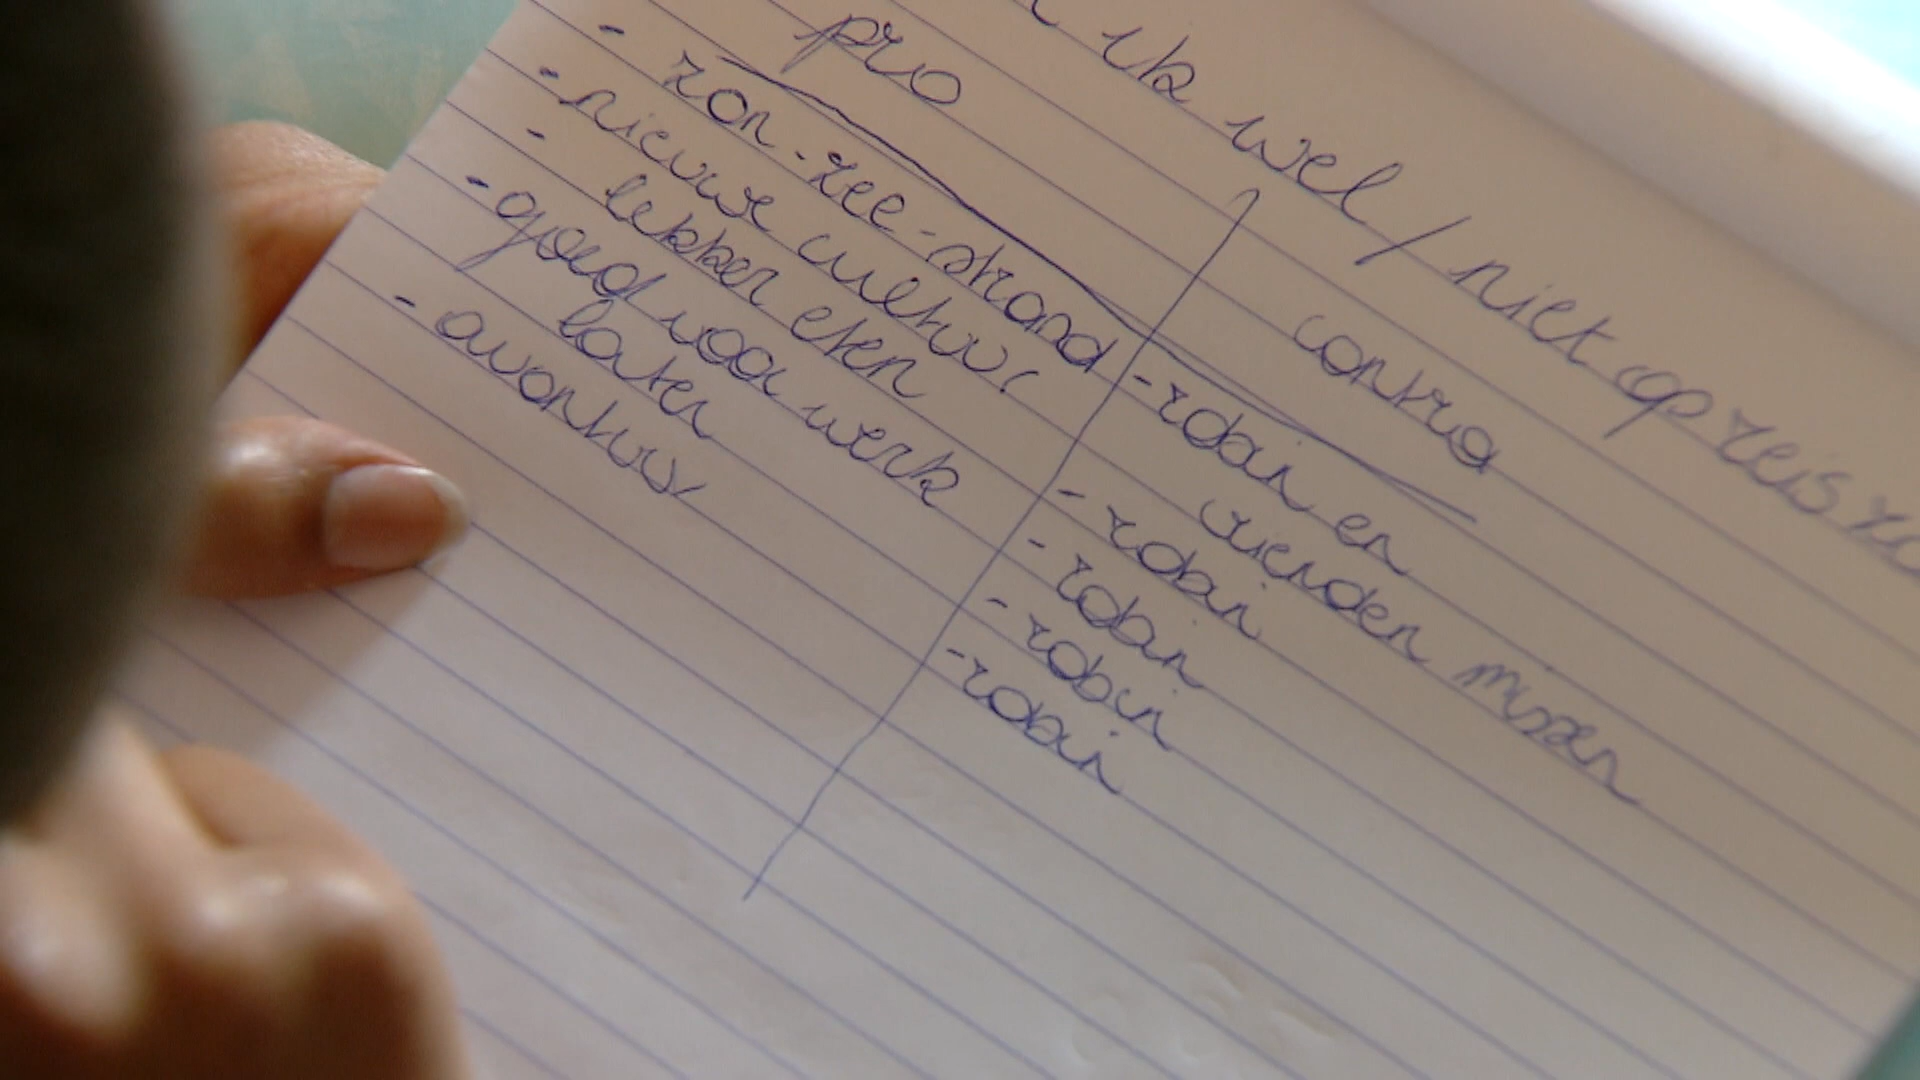 ik wel / niet op reis
pro
contra
- zon-zee-strand
- nieuwe cultuur
- lekker eten
- goed voor werk
later
- avontuur
- robin en
vrienden missen
- robin
- robin
- robin
- robin